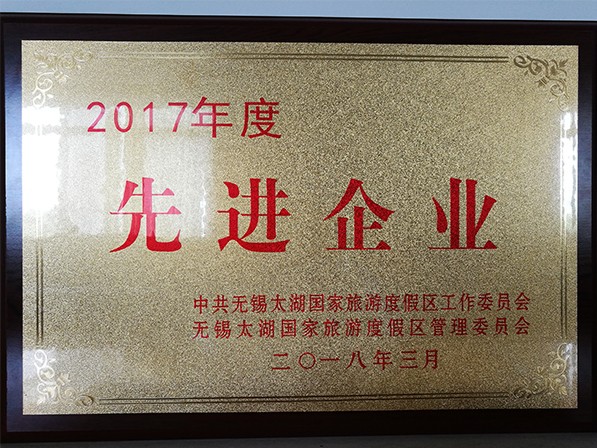 2017年度
先进企业
中共无锡太湖国家旅游度假区工作委员会
无锡太湖国家旅游度假区管理委员会
二〇一八年三月